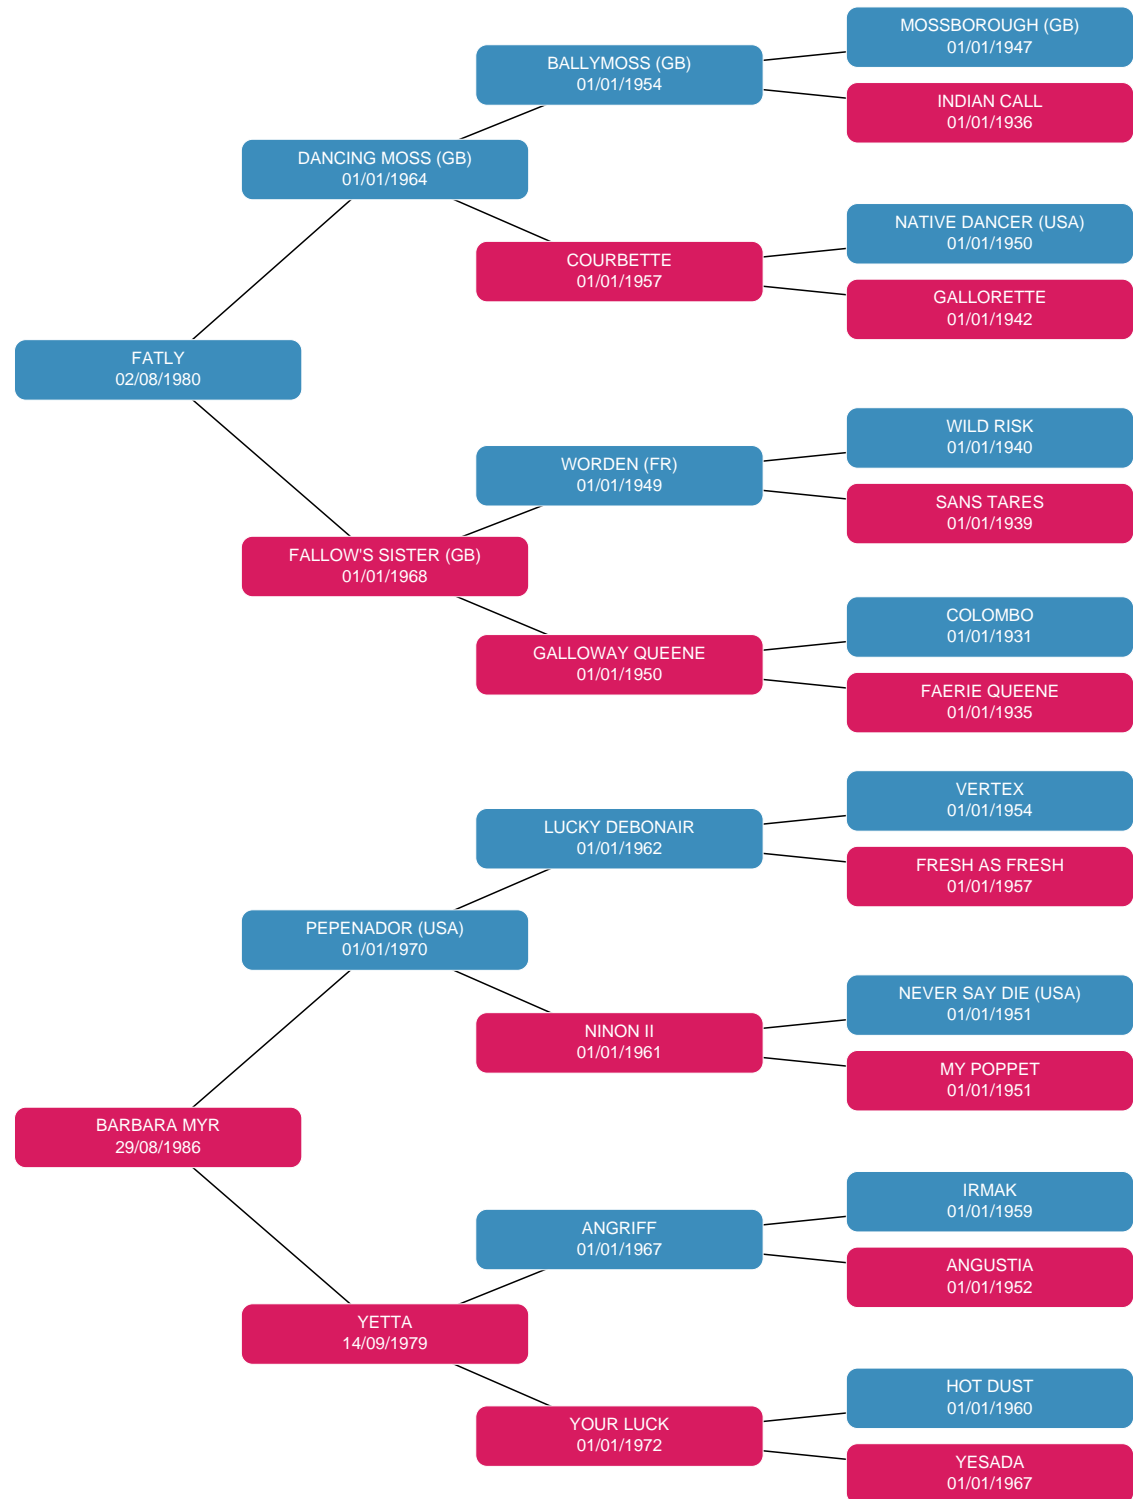 MOSSBOROUGH (GB)
01/01/1947
BALLYMOSS (GB)
01/01/1954
INDIAN CALL
01/01/1936
DANCING MOSS (GB)
01/01/1964
NATIVE DANCER (USA)
01/01/1950
COURBETTE
01/01/1957
GALLORETTE
01/01/1942
FATLY
02/08/1980
WILD RISK
01/01/1940
WORDEN (FR)
01/01/1949
SANS TARES
01/01/1939
FALLOW'S SISTER (GB)
01/01/1968
COLOMBO
01/01/1931
GALLOWAY QUEENE
01/01/1950
FAERIE QUEENE
01/01/1935
VERTEX
01/01/1954
LUCKY DEBONAIR
01/01/1962
FRESH AS FRESH
01/01/1957
PEPENADOR (USA)
01/01/1970
NEVER SAY DIE (USA)
01/01/1951
NINON II
01/01/1961
MY POPPET
01/01/1951
BARBARA MYR
29/08/1986
IRMAK
01/01/1959
ANGRIFF
01/01/1967
ANGUSTIA
01/01/1952
YETTA
14/09/1979
HOT DUST
01/01/1960
YOUR LUCK
01/01/1972
YESADA
01/01/1967